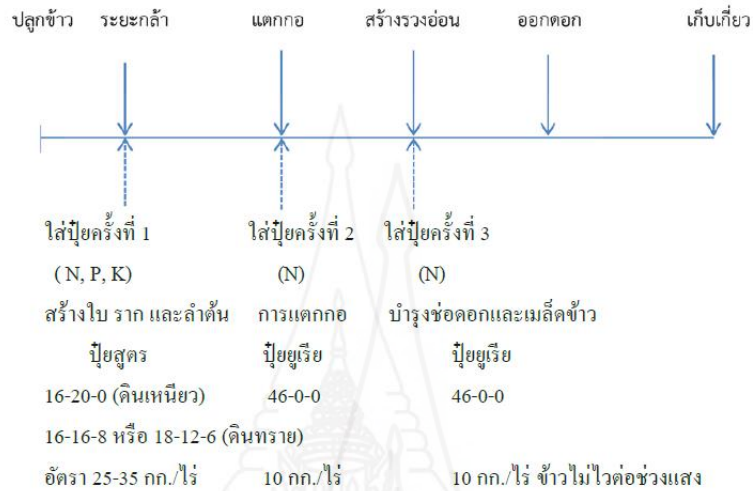 ปลูกข้าว ระยะกล้า แตกกอ สร้างรวงอ่อน ออกดอก เก็บเกี่ยว
ใส่ปุ๋ยครั้งที่ 1 ใส่ปุ๋ยครั้งที่ 2 ใส่ปุ๋ยครั้งที่ 3
( N, P, K) (N) (N)
สร้างใบ ราก และลำต้น การแตกกอ บำรุงช่อดอกและเมล็ดข้าว
ปุ๋ยสูตร ปุ๋ยยูเรีย ปุ๋ยยูเรีย
16-20-0 (ดินเหนียว) 46-0-0 46-0-0
16-16-8 หรือ 18-12-6 (ดินทราย)
อัตรา 25-35 กก./ไร่ 10 กก./ไร่ 10 กก./ไร่ ข้าวไม่ไวต่อช่วงแสง